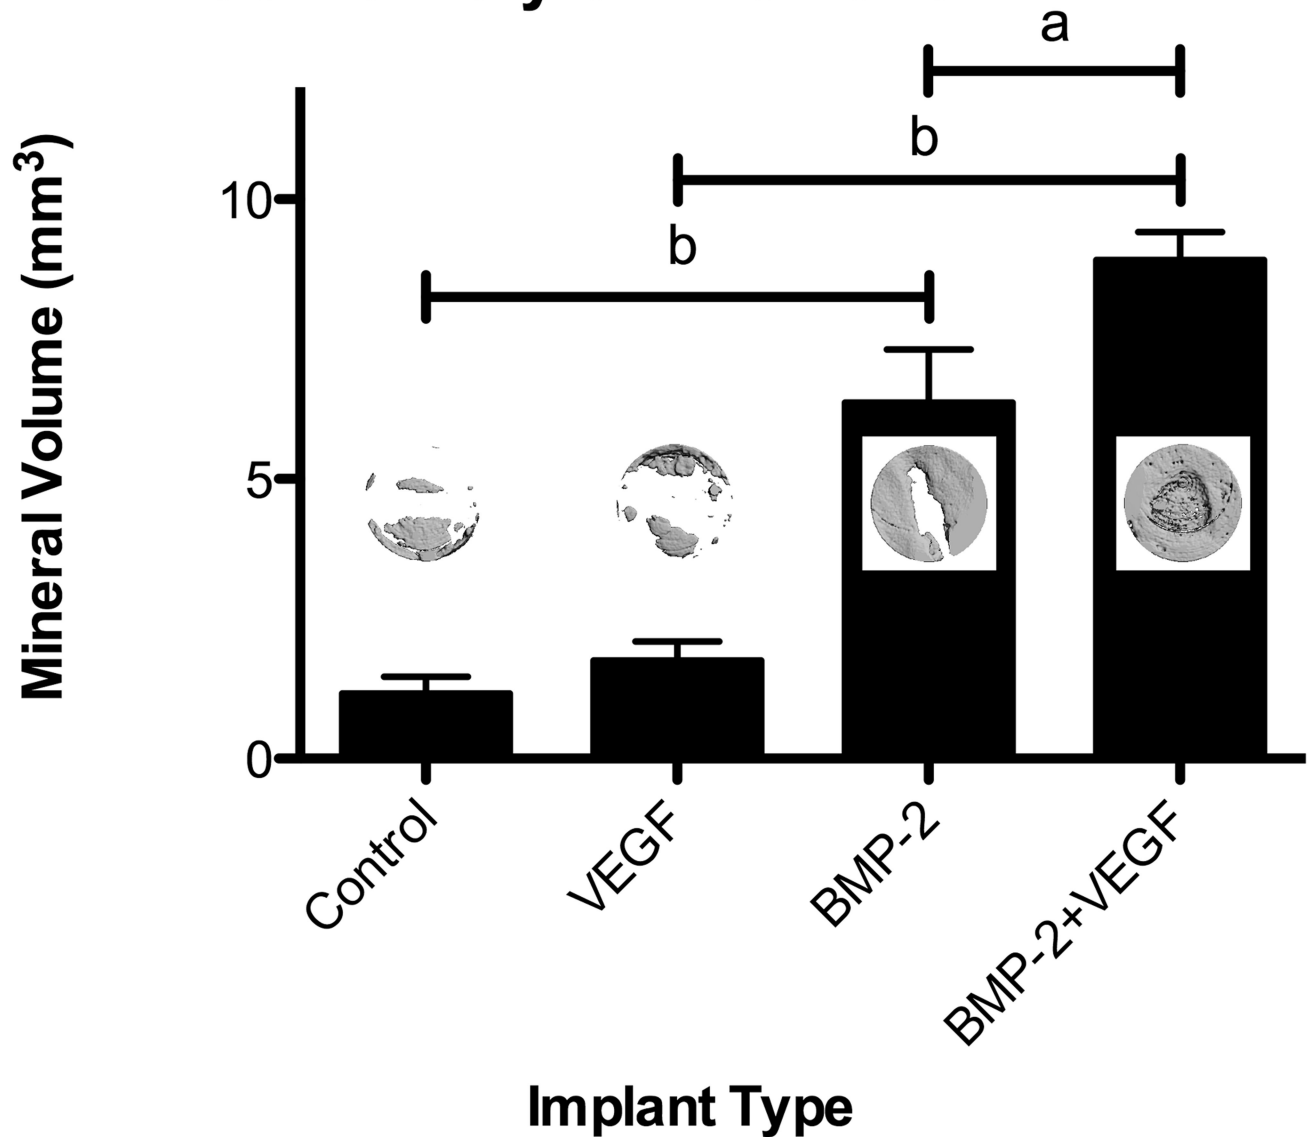 a
b
b
Mineral Volume (mm³)
10
5
0
Control
VEGF
BMP-2
BMP-2+VEGF
Implant Type